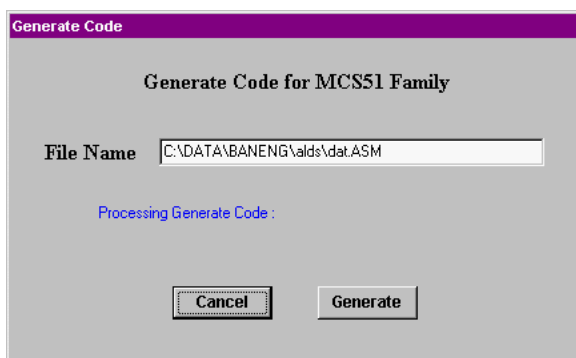 Generate Code
Generate Code for MCS51 Family
File Name C:\DATA\BANENG\alds\dat.ASM
Processing Generate Code :
Cancel Generate